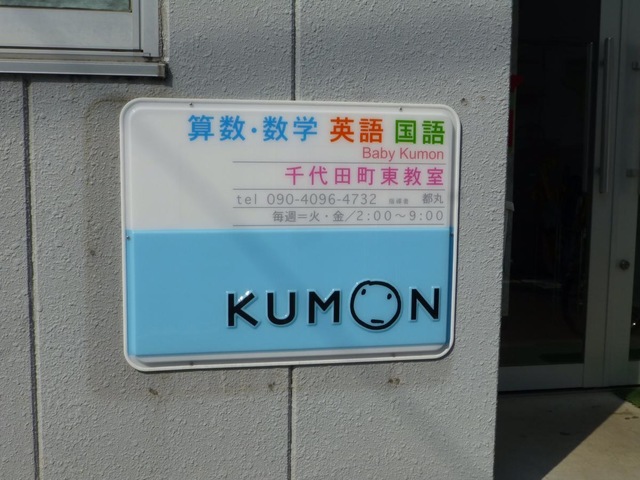 算数・数学 英語 国語
Baby Kumon
千代田町東教室
tel 090-4096-4732 指導者 都丸
毎週=火・金/2:00〜9:00
KUMON